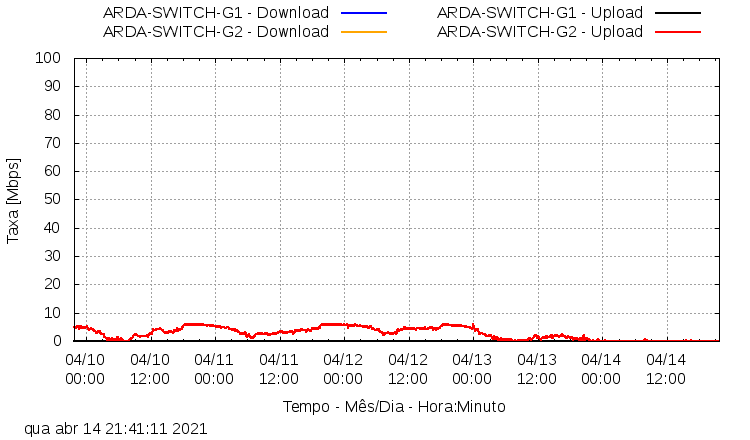 ARDA-SWITCH-G1 - Download ARDA-SWITCH-G1 - Upload
ARDA-SWITCH-G2 - Download ARDA-SWITCH-G2 - Upload
100
90
80
70
60
50
40
30
20
10
0
Taxa [Mbps]
04/10 04/10 04/11 04/11 04/12 04/12 04/13 04/13 04/14 04/14
00:00 12:00 00:00 12:00 00:00 12:00 00:00 12:00 00:00 12:00
Tempo - Mês/Dia - Hora:Minuto
qua abr 14 21:41:11 2021